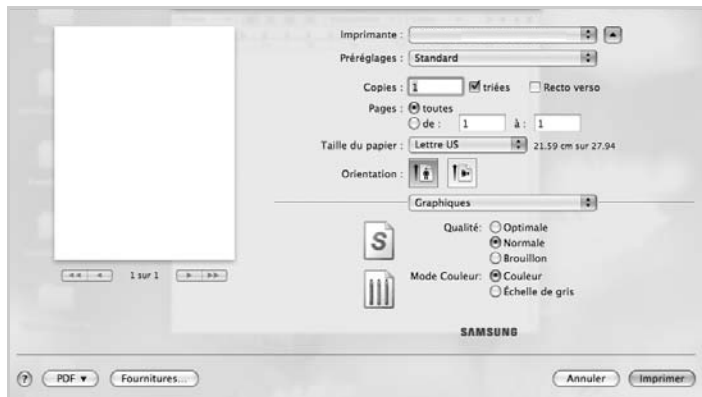 Imprimante :
Préréglages : Standard
Copies : 1 triées Recto verso
Pages : toutes
de : 1 à : 1
Taille du papier : Lettre US 21.59 cm sur 27.94
Orientation :
Graphiques
Qualité: Optimale
Normale
Brouillon
1 sur 1
Mode Couleur: Couleur
Échelle de gris
SAMSUNG
? PDF Fournitures... Annuler Imprimer